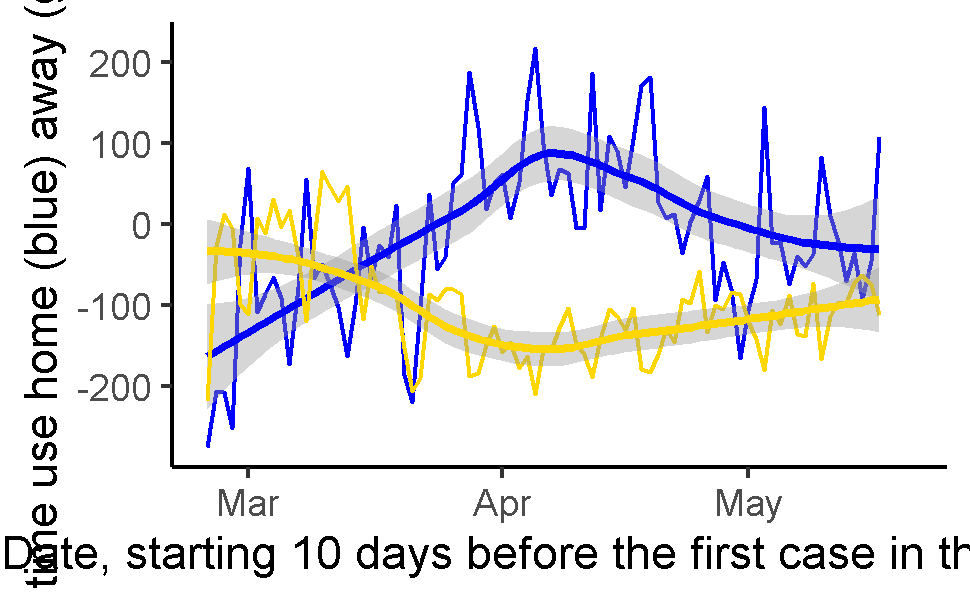 time use home (blue) away (
200
100
0
-100
-200
Mar
Apr
May
Date, starting 10 days before the first case in th